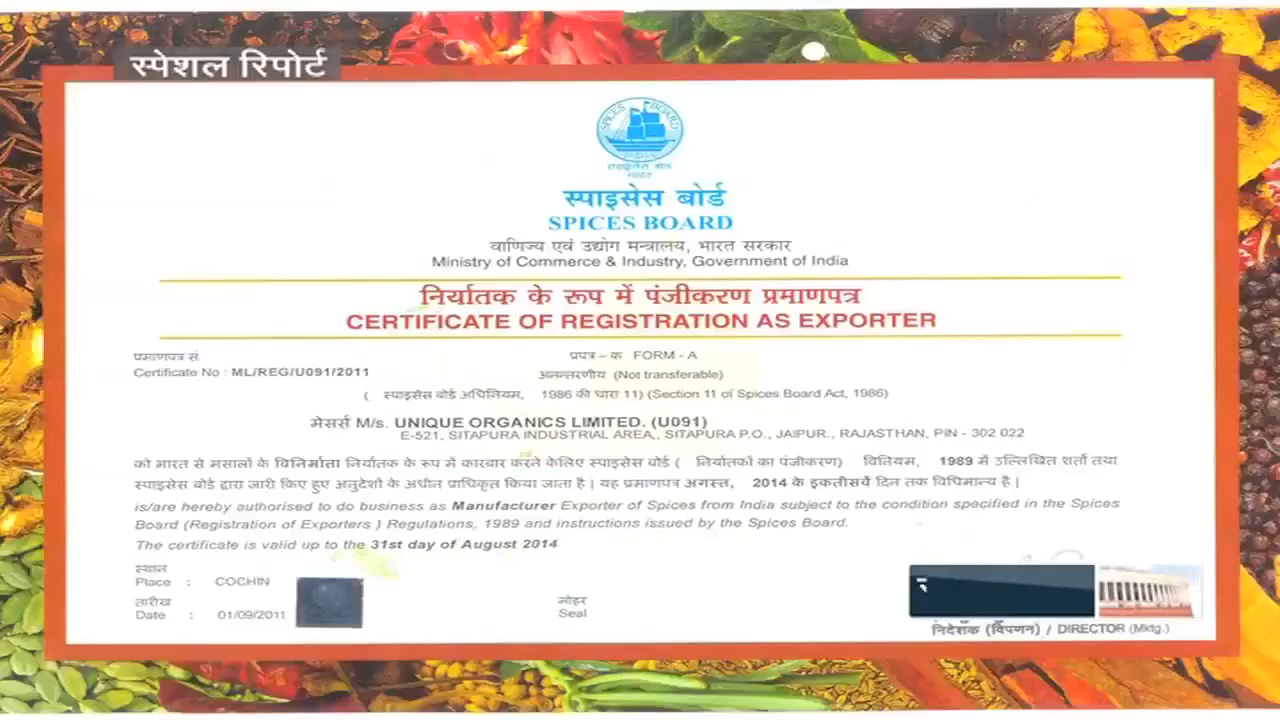 स्पेशल रिपोर्ट
SPICES BOARD
स्पाइसेस बोर्ड
SPICES BOARD
वाणिज्य एवं उद्योग मन्त्रालय, भारत सरकार
Ministry of Commerce & Industry, Government of India
निर्यातक के रूप में पंजीकरण प्रमाणपत्र
CERTIFICATE OF REGISTRATION AS EXPORTER
प्रमाणपत्र सं. प्रपत्र – क FORM - A
Certificate No : ML/REG/U091/2011 अनन्तरणीय (Not transferable)
( स्पाइसेस बोर्ड अधिनियम, 1986 की धारा 11) (Section 11 of Spices Board Act, 1986)
मेसर्स M/s. UNIQUE ORGANICS LIMITED. (U091)
E-521, SITAPURA INDUSTRIAL AREA,, SITAPURA P.O., JAIPUR., RAJASTHAN, PIN - 302 022
को भारत से मसालों के विनिर्माता निर्यातक के रूप में कारबार करने केलिए स्पाइसेस बोर्ड ( निर्यातकों का पंजीकरण) विनियम, 1989 में उल्लिखित शर्तो तथा
स्पाइसेस बोर्ड द्वारा जारी किए हुए अनुदेशों के अधीन प्राधिकृत किया जाता है | यह प्रमाणपत्र अगस्त, 2014 के इकतीसवें दिन तक विधिमान्य है |
is/are hereby authorised to do business as Manufacturer Exporter of Spices from India subject to the condition specified in the Spices
Board (Registration of Exporters ) Regulations, 1989 and instructions issued by the Spices Board.
The certificate is valid up to the 31st day of August 2014
स्थान
Place : COCHIN
तारीख
Date : 01/09/2011
मोहर
Seal
निदेशक (विपणन) / DIRECTOR (Mktg.)